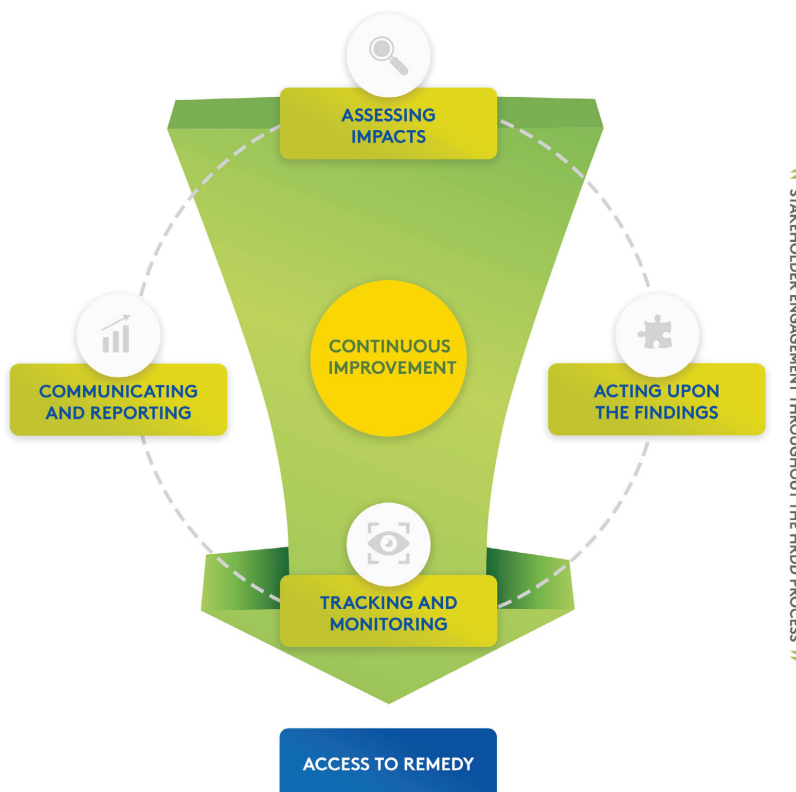 ASSESSING
IMPACTS
CONTINUOUS
IMPROVEMENT
COMMUNICATING
AND REPORTING
ACTING UPON
THE FINDINGS
TRACKING AND
MONITORING
ACCESS TO REMEDY
STAKEHOLDER ENGAGEMENT THROUGHOUT THE HRDD PROCESS